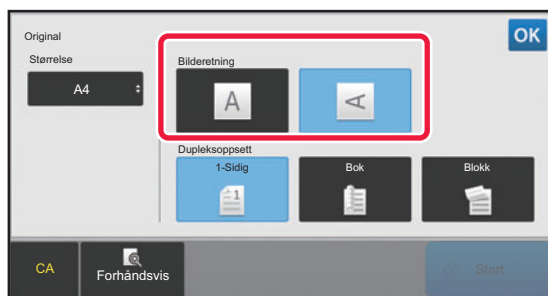 Original
OK
Størrelse
Bilderetning
A4
A
A
Dupleksoppsett
1-Sidig
Bok
Blokk
1
CA
Forhåndsvis
Start